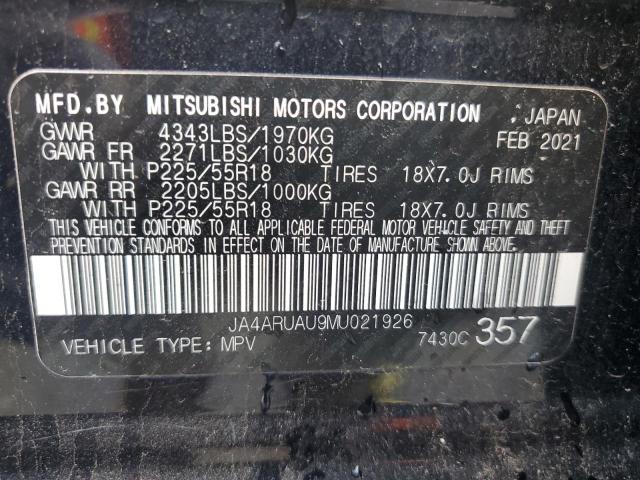 MFD.BY MITSUBISHI MOTORS CORPORATION , JAPAN
GVWR 4343LBS/1970KG FEB 2021
GAWR FR 2271LBS/1030KG
WITH P225/55R18 TIRES 18X7.0J RIMS
GAWR RR 2205LBS/1000KG
WITH P225/55R18 TIRES 18X7.0J RIMS
THIS VEHICLE CONFORMS TO ALL APPLICABLE FEDERAL MOTOR VEHICLE SAFETY AND THEFT
PREVENTION STANDARDS IN EFFECT ON THE DATE OF MANUFACTURE SHOWN ABOVE.
JA4ARUAU9MU021926
VEHICLE TYPE: MPV 7430C 357